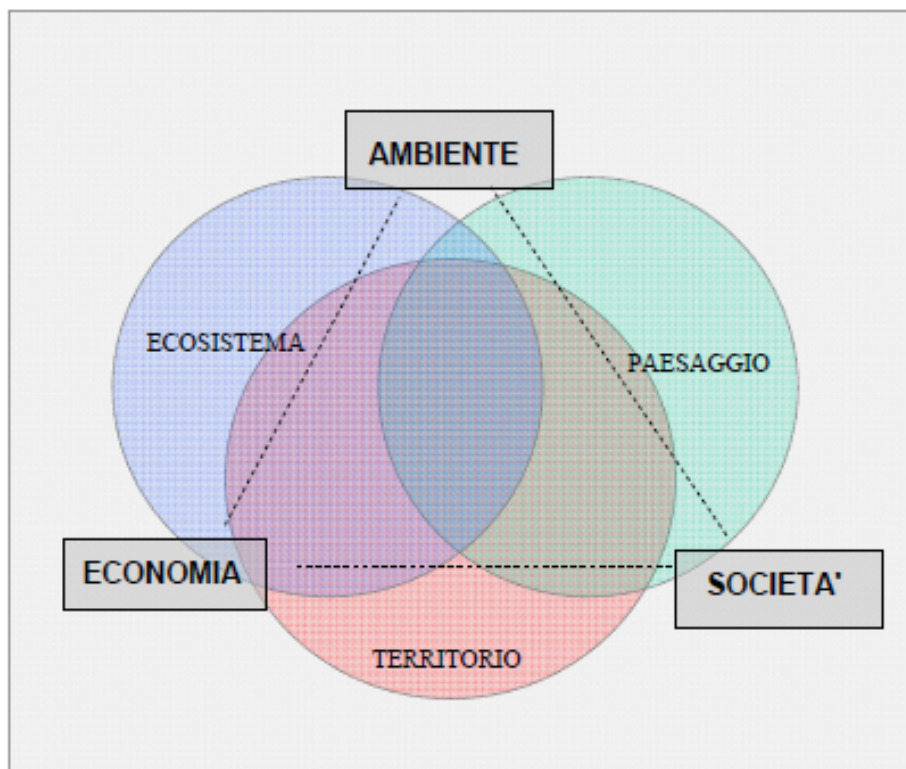 AMBIENTE
ECOSISTEMA
PAESAGGIO
ECONOMIA
SOCIETA'
TERRITORIO